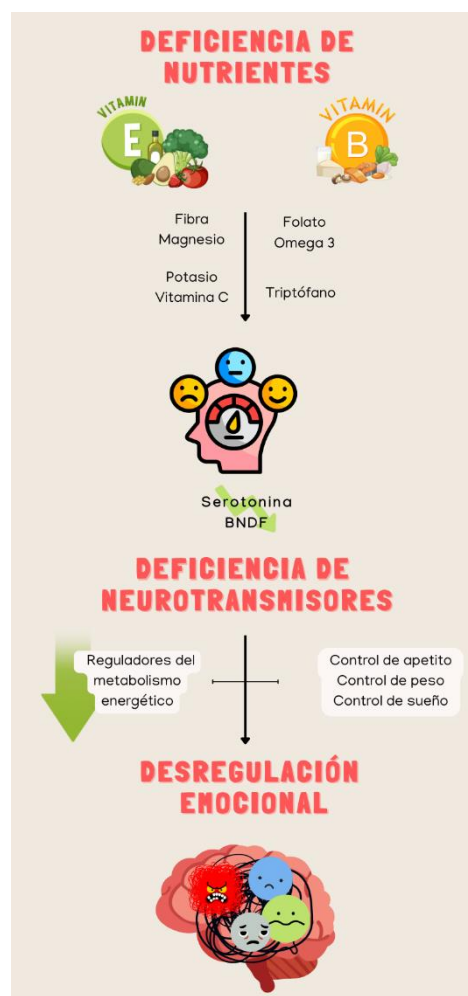 DEFICIENCIA DE
NUTRIENTES
VITAMIN
E
VITAMIN
B
Fibra
Magnesio
Folato
Omega 3
Potasio
Vitamina C
Triptófano
Serotonina
BNDF
DEFICIENCIA DE
NEUROTRANSMISORES
Reguladores del
metabolismo
energético
Control de apetito
Control de peso
Control de sueño
DESREGULACIÓN
EMOCIONAL